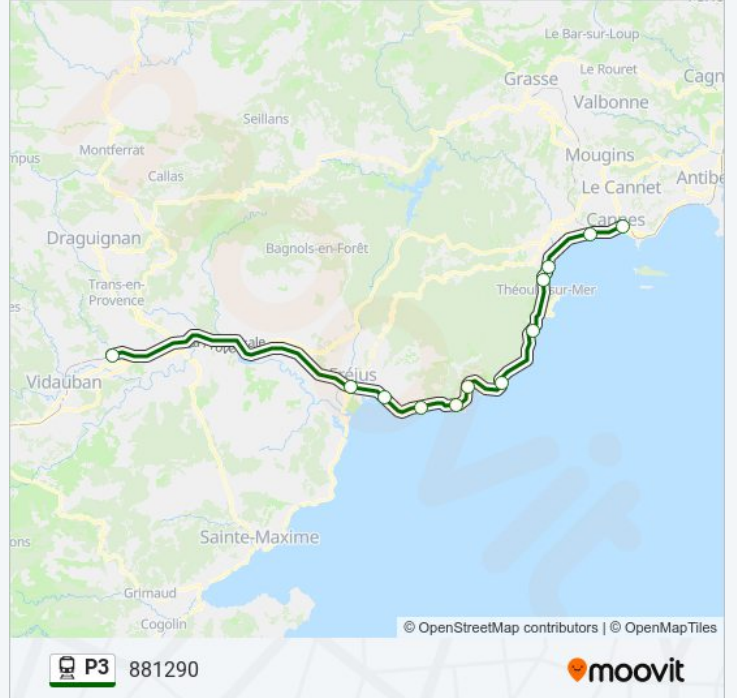 Le Bar-sur-Loup
Grasse
Le Rouret
Cagn
Valbonne
Seillans
Montferrat
Mougins
Callas
Le Cannet
Antibe
Cannes
Draguignan
Bagnols-en-Forêt
Trans-en-
Provence
Théoule-sur-Mer
Fréjus
Vidauban
Sainte-Maxime
Grimaud
Cogolin
© OpenStreetMap contributors | © OpenMapTiles
P3 881290
moovit